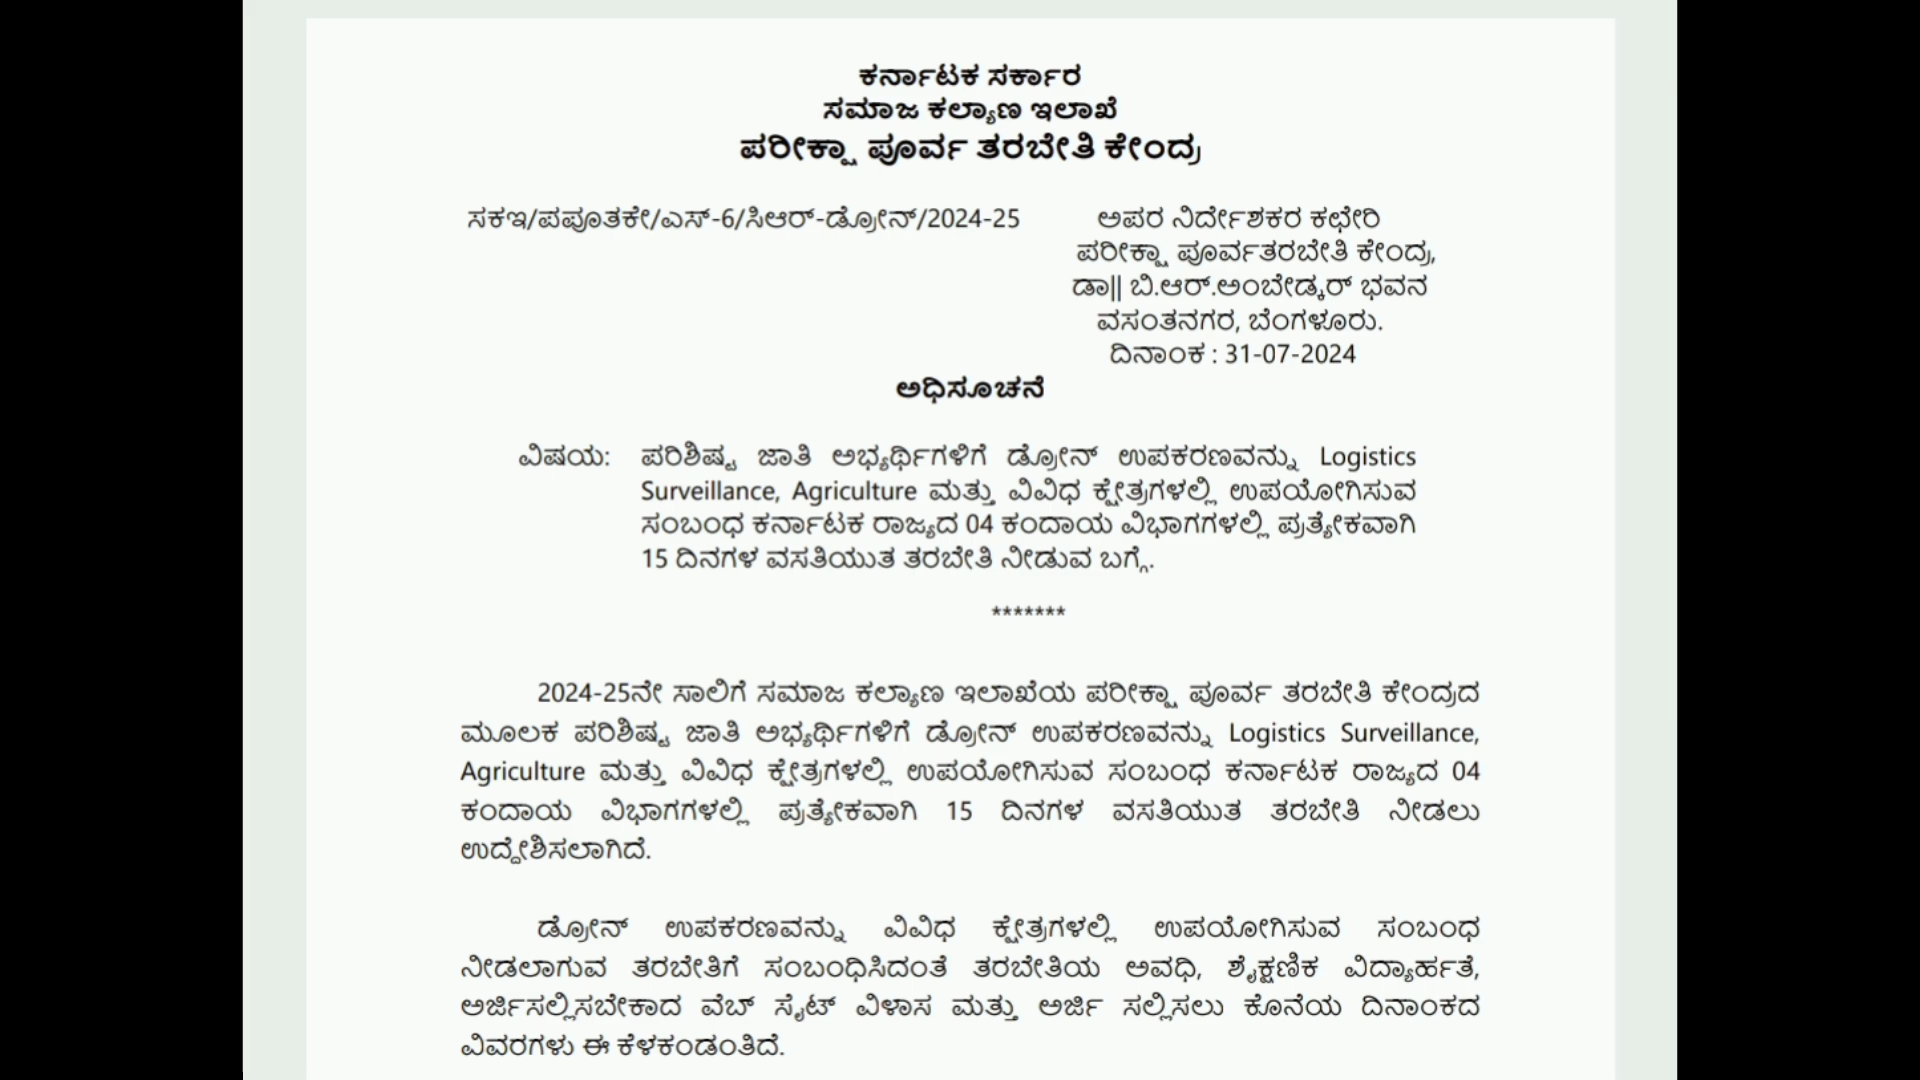 ಕರ್ನಾಟಕ ಸರ್ಕಾರ
ಸಮಾಜ ಕಲ್ಯಾಣ ಇಲಾಖೆ
ಪರೀಕ್ಷಾ ಪೂರ್ವ ತರಬೇತಿ ಕೇಂದ್ರ
ಸಕಇ/ಪಪೂತಕೇ/ಎಸ್-6/ಸಿಆರ್-ಡ್ರೋನ್/2024-25
ಅಪರ ನಿರ್ದೇಶಕರ ಕಛೇರಿ
ಪರೀಕ್ಷಾ ಪೂರ್ವತರಬೇತಿ ಕೇಂದ್ರ,
ಡಾ|| ಬಿ.ಆರ್.ಅಂಬೇಡ್ಕರ್ ಭವನ
ವಸಂತನಗರ, ಬೆಂಗಳೂರು.
ದಿನಾಂಕ : 31-07-2024
ಅಧಿಸೂಚನೆ
ವಿಷಯ: ಪರಿಶಿಷ್ಟ ಜಾತಿ ಅಭ್ಯರ್ಥಿಗಳಿಗೆ ಡ್ರೋನ್ ಉಪಕರಣವನ್ನು Logistics
Surveillance, Agriculture ಮತ್ತು ವಿವಿಧ ಕ್ಷೇತ್ರಗಳಲ್ಲಿ ಉಪಯೋಗಿಸುವ
ಸಂಬಂಧ ಕರ್ನಾಟಕ ರಾಜ್ಯದ 04 ಕಂದಾಯ ವಿಭಾಗಗಳಲ್ಲಿ ಪ್ರತ್ಯೇಕವಾಗಿ
15 ದಿನಗಳ ವಸತಿಯುತ ತರಬೇತಿ ನೀಡುವ ಬಗ್ಗೆ.
*******
2024-25ನೇ ಸಾಲಿಗೆ ಸಮಾಜ ಕಲ್ಯಾಣ ಇಲಾಖೆಯ ಪರೀಕ್ಷಾ ಪೂರ್ವ ತರಬೇತಿ ಕೇಂದ್ರದ
ಮೂಲಕ ಪರಿಶಿಷ್ಟ ಜಾತಿ ಅಭ್ಯರ್ಥಿಗಳಿಗೆ ಡ್ರೋನ್ ಉಪಕರಣವನ್ನು Logistics Surveillance,
Agriculture ಮತ್ತು ವಿವಿಧ ಕ್ಷೇತ್ರಗಳಲ್ಲಿ ಉಪಯೋಗಿಸುವ ಸಂಬಂಧ ಕರ್ನಾಟಕ ರಾಜ್ಯದ 04
ಕಂದಾಯ ವಿಭಾಗಗಳಲ್ಲಿ ಪ್ರತ್ಯೇಕವಾಗಿ 15 ದಿನಗಳ ವಸತಿಯುತ ತರಬೇತಿ ನೀಡಲು
ಉದ್ದೇಶಿಸಲಾಗಿದೆ.
ಡ್ರೋನ್ ಉಪಕರಣವನ್ನು ವಿವಿಧ ಕ್ಷೇತ್ರಗಳಲ್ಲಿ ಉಪಯೋಗಿಸುವ ಸಂಬಂಧ
ನೀಡಲಾಗುವ ತರಬೇತಿಗೆ ಸಂಬಂಧಿಸಿದಂತೆ ತರಬೇತಿಯ ಅವಧಿ, ಶೈಕ್ಷಣಿಕ ವಿದ್ಯಾರ್ಹತೆ,
ಅರ್ಜಿಸಲ್ಲಿಸಬೇಕಾದ ವೆಬ್ ಸೈಟ್ ವಿಳಾಸ ಮತ್ತು ಅರ್ಜಿ ಸಲ್ಲಿಸಲು ಕೊನೆಯ ದಿನಾಂಕದ
ವಿವರಗಳು ಈ ಕೆಳಕಂಡಂತಿದೆ.